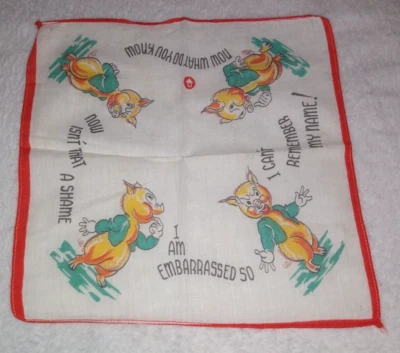 NOW WHAT DO YOU KNOW
I CAN'T
REMEMBER
MY NAME!
I
AM
EMBARRASSED SO
NOW
ISN'T THAT
A SHAME